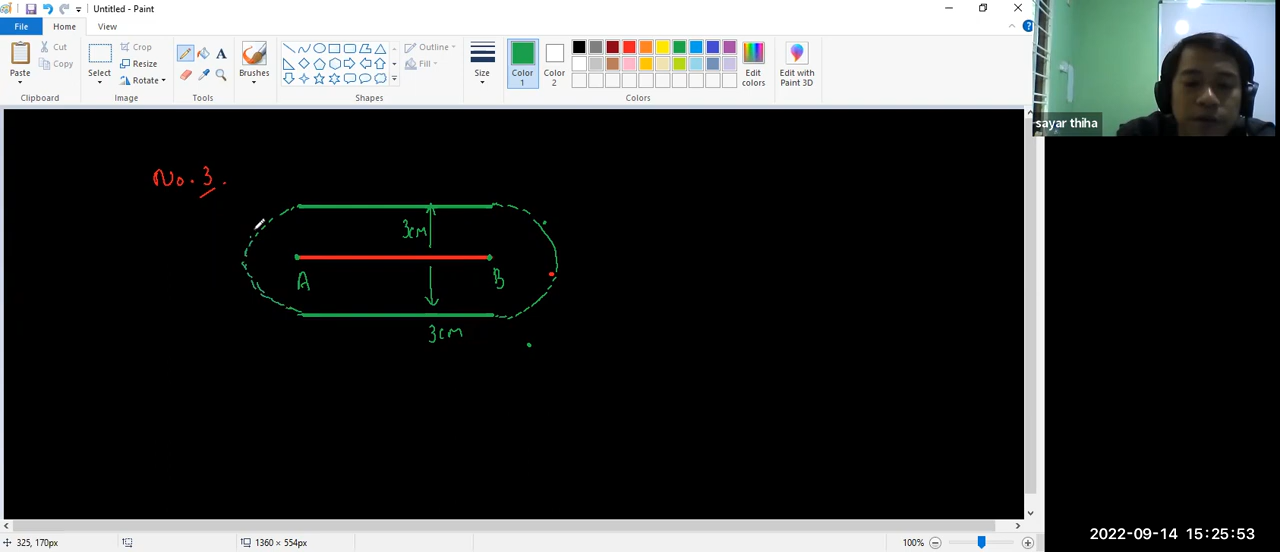 Untitled - Paint
File Home View
Paste
Cut
Copy
Clipboard
Select
Crop
Resize
Rotate
Image
Tools
Brushes
Shapes
Outline
Fill
Size
Color 1
Color 2
Colors
Edit colors
Edit with Paint 3D
sayar thiha
No. 3.
3cm
A
B
3cm
325, 170px
1360 × 554px
100%
2022-09-14 15:25:53